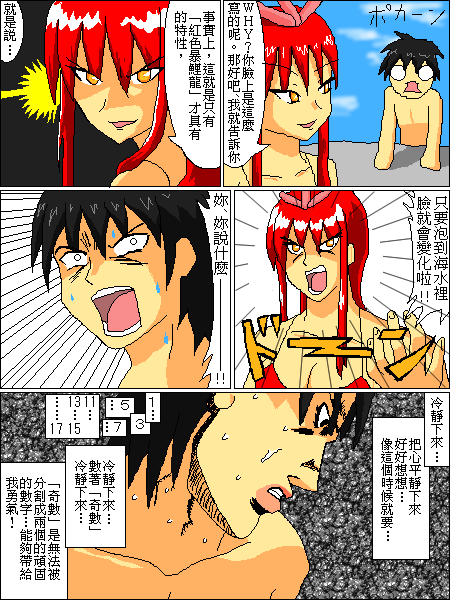 ポカーン
WHY?你臉上是這麼
寫的呢。那好吧、我就告訴你
事實上，這就是只有
「紅色暴鯉龍」才具有
的特性，
就是說…
只要泡到海水裡
臉就會變化啦!!
ドーーン
妳 妳說什麼
!!
冷靜下來…
把心平靜下來
好好想想…
像這個時候就要…
1
3
…5
…7
11
13
……
15
17
冷靜下來…
數著「奇數」
冷靜下來…
「奇數」是無法被
分割成兩個的頑固
的數字…能夠帶給
我勇氣！